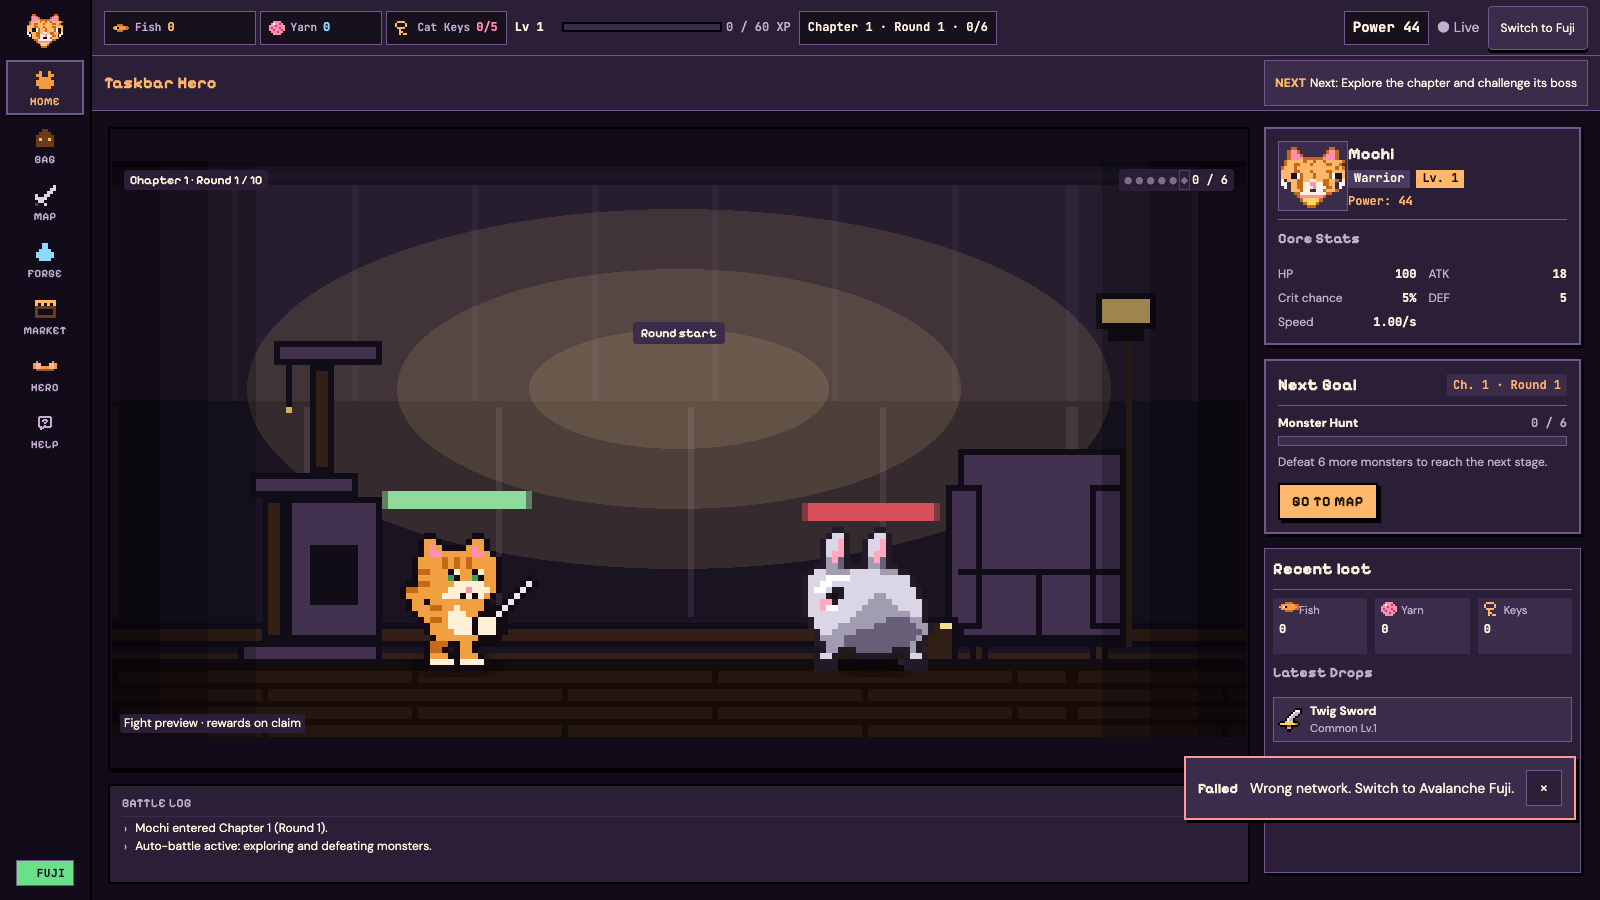 Fish 0
Yarn 0
Cat Keys 0/5
Lv 1
0 / 60 XP
Chapter 1 · Round 1 · 0/6
Power 44
Live
Switch to Fuji
HOME
BAG
MAP
FORGE
MARKET
HERO
HELP
FUJI
Taskbar Hero
NEXT Next: Explore the chapter and challenge its boss
Chapter 1 · Round 1 / 10
0 / 6
Round start
Fight preview · rewards on claim
BATTLE LOG
› Mochi entered Chapter 1 (Round 1).
› Auto-battle active: exploring and defeating monsters.
Mochi
Warrior Lv. 1
Power: 44
Core Stats
HP 100 ATK 18
Crit chance 5% DEF 5
Speed 1.00/s
Next Goal Ch. 1 · Round 1
Monster Hunt 0 / 6
Defeat 6 more monsters to reach the next stage.
GO TO MAP
Recent loot
Fish Yarn Keys
0 0 0
Latest Drops
Twig Sword
Common Lv.1
Failed Wrong network. Switch to Avalanche Fuji. ×